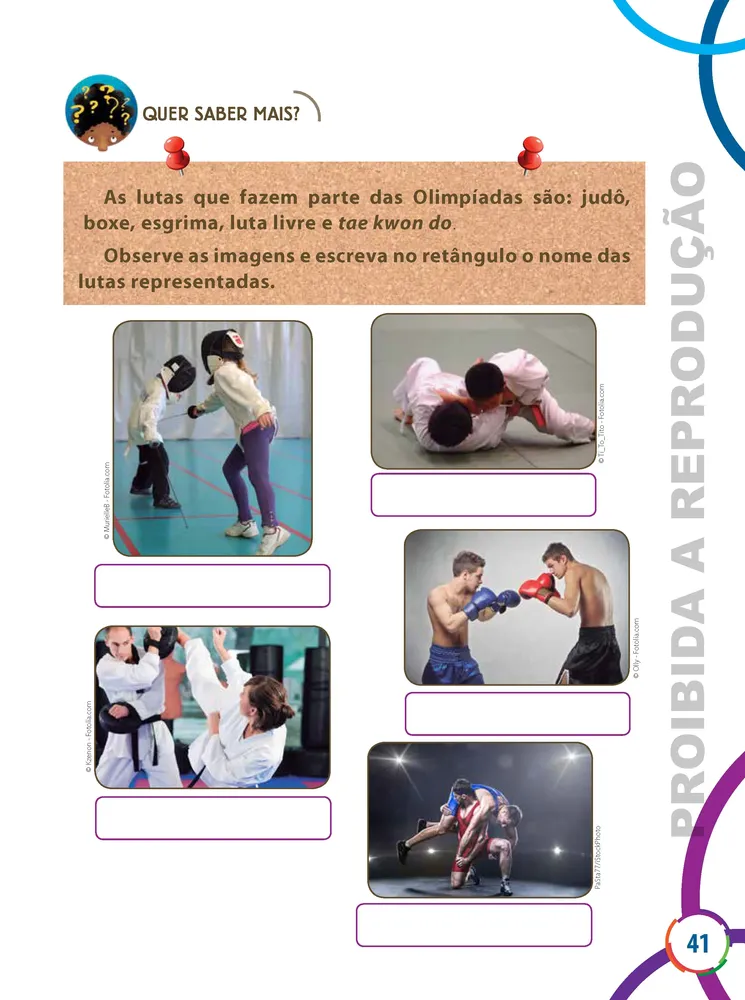 QUER SABER MAIS?
As lutas que fazem parte das Olimpíadas são: judô,
boxe, esgrima, luta livre e tae kwon do.
Observe as imagens e escreva no retângulo o nome das
lutas representadas.
© MurielleB - Fotolia.com
© Ti_To_Tito - Fotolia.com
© Olly - Fotolia.com
© Kzenon - Fotolia.com
PaSta77/iStockPhoto
PROIBIDA A REPRODUÇÃO
41